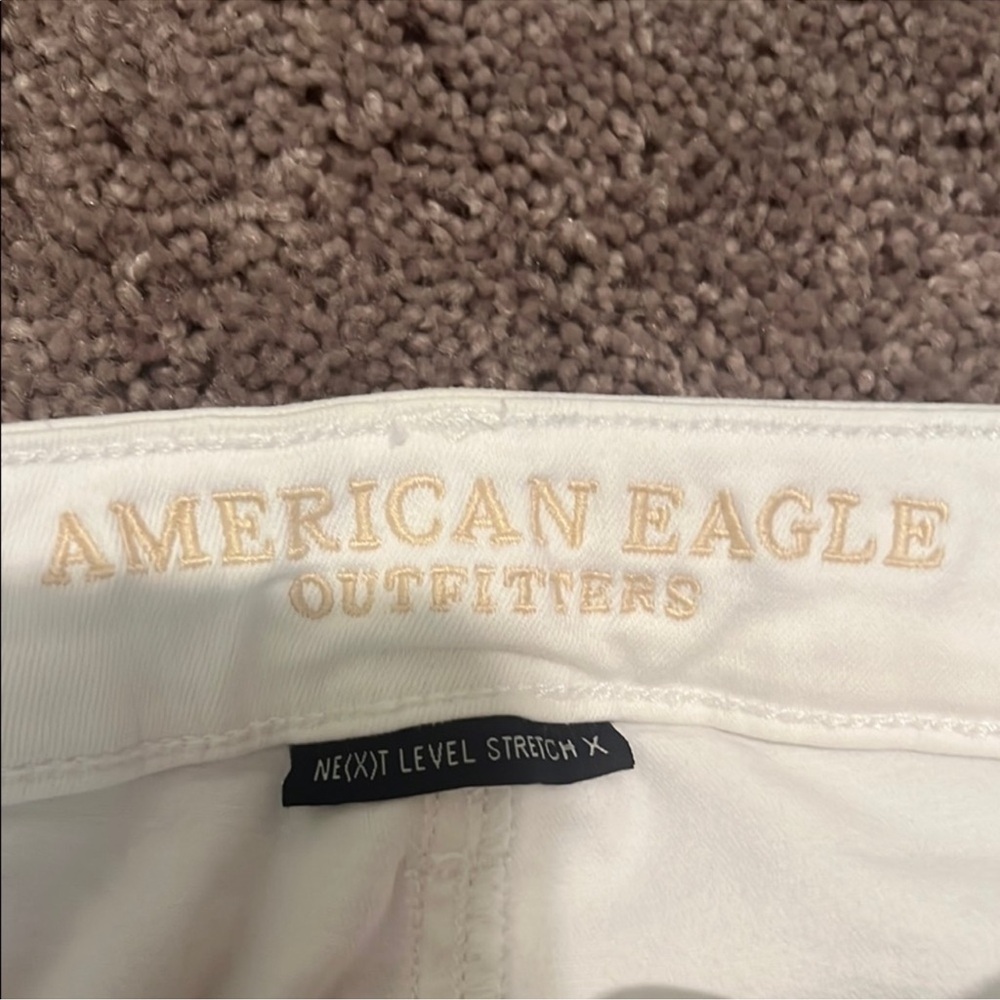 AMERICAN EAGLE
OUTFITTERS
NE(X)T LEVEL STRETCH X